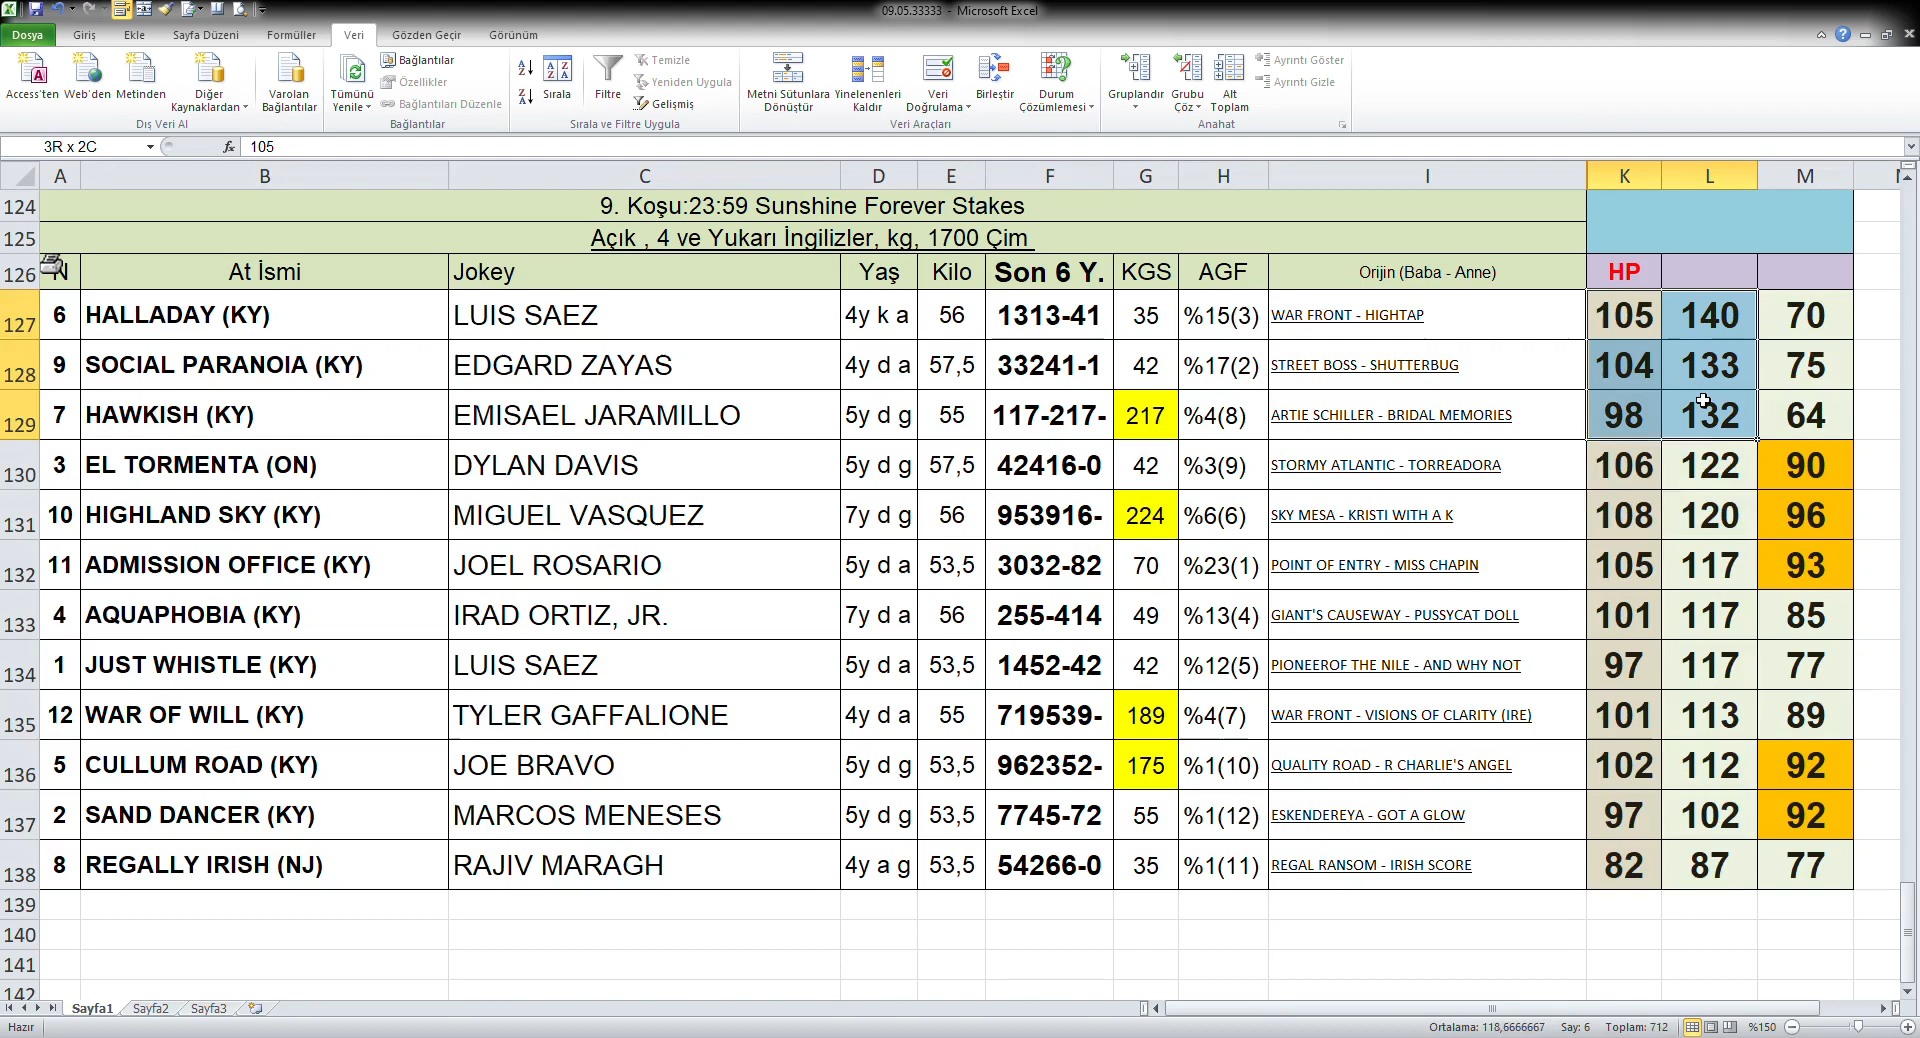 09.05.33333 - Microsoft Excel
Dosya Giriş Ekle Sayfa Düzeni Formüller Veri Gözden Geçir Görünüm
Access'ten Web'den Metinden Diğer Kaynaklardan Varolan Bağlantılar
Dış Veri Al
Tümünü Yenile Bağlantılar Özellikler Bağlantıları Düzenle
Bağlantılar
Sırala Filtre Temizle Yeniden Uygula Gelişmiş
Sırala ve Filtre Uygula
Metni Sütunlara Dönüştür Yinelenenleri Kaldır Veri Doğrulama Birleştir Durum Çözümlemesi
Veri Araçları
Gruplandır Grubu Çöz Alt Toplam Ayrıntı Göster Ayrıntı Gizle
Anahat
3R x 2C fx 105
A B C D E F G H I K L M
124 9. Koşu:23:59 Sunshine Forever Stakes
125 Açık , 4 ve Yukarı İngilizler, kg, 1700 Çim
126 N At İsmi Jokey Yaş Kilo Son 6 Y. KGS AGF Orijin (Baba - Anne) HP
127 6 HALLADAY (KY) LUIS SAEZ 4y k a 56 1313-41 35 %15(3) WAR FRONT - HIGHTAP 105 140 70
128 9 SOCIAL PARANOIA (KY) EDGARD ZAYAS 4y d a 57,5 33241-1 42 %17(2) STREET BOSS - SHUTTERBUG 104 133 75
129 7 HAWKISH (KY) EMISAEL JARAMILLO 5y d g 55 117-217- 217 %4(8) ARTIE SCHILLER - BRIDAL MEMORIES 98 132 64
130 3 EL TORMENTA (ON) DYLAN DAVIS 5y d g 57,5 42416-0 42 %3(9) STORMY ATLANTIC - TORREADORA 106 122 90
131 10 HIGHLAND SKY (KY) MIGUEL VASQUEZ 7y d g 56 953916- 224 %6(6) SKY MESA - KRISTI WITH A K 108 120 96
132 11 ADMISSION OFFICE (KY) JOEL ROSARIO 5y d a 53,5 3032-82 70 %23(1) POINT OF ENTRY - MISS CHAPIN 105 117 93
133 4 AQUAPHOBIA (KY) IRAD ORTIZ, JR. 7y d a 56 255-414 49 %13(4) GIANT'S CAUSEWAY - PUSSYCAT DOLL 101 117 85
134 1 JUST WHISTLE (KY) LUIS SAEZ 5y d a 53,5 1452-42 42 %12(5) PIONEEROF THE NILE - AND WHY NOT 97 117 77
135 12 WAR OF WILL (KY) TYLER GAFFALIONE 4y d a 55 719539- 189 %4(7) WAR FRONT - VISIONS OF CLARITY (IRE) 101 113 89
136 5 CULLUM ROAD (KY) JOE BRAVO 5y d g 53,5 962352- 175 %1(10) QUALITY ROAD - R CHARLIE'S ANGEL 102 112 92
137 2 SAND DANCER (KY) MARCOS MENESES 5y d g 53,5 7745-72 55 %1(12) ESKENDEREYA - GOT A GLOW 97 102 92
138 8 REGALLY IRISH (NJ) RAJIV MARAGH 4y a g 53,5 54266-0 35 %1(11) REGAL RANSOM - IRISH SCORE 82 87 77
139
140
141
142
Sayfa1 Sayfa2 Sayfa3
Hazır Ortalama: 118,6666667 Say: 6 Toplam: 712 %150